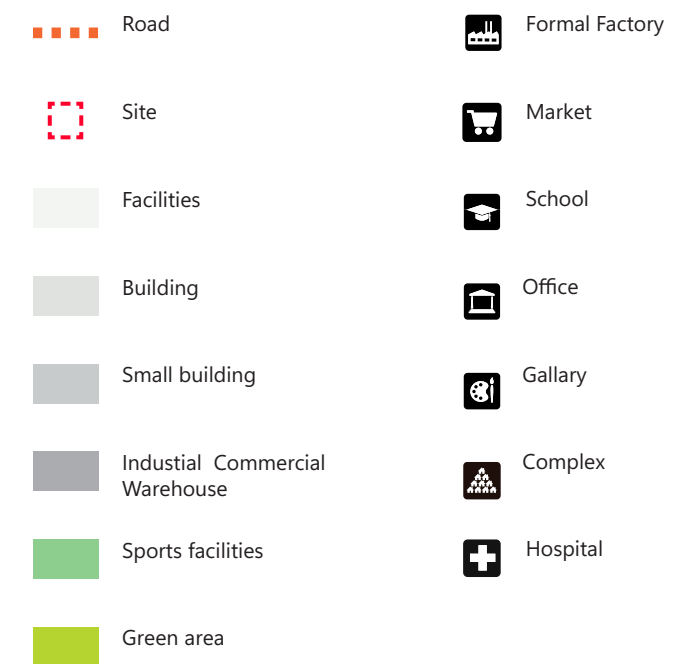 Road
Site
Facilities
Building
Small building
Industial Commercial
Warehouse
Sports facilities
Green area
Formal Factory
Market
School
Office
Gallary
Complex
Hospital